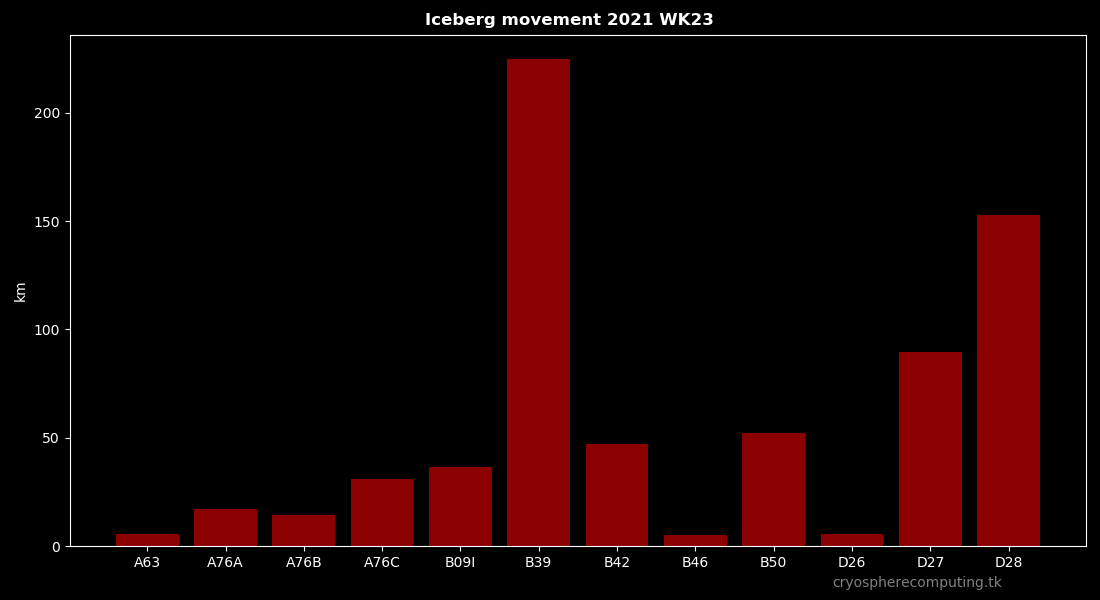 Iceberg movement 2021 WK23
km
200
150
100
50
0
A63 A76A A76B A76C B09I B39 B42 B46 B50 D26 D27 D28
cryospherecomputing.tk